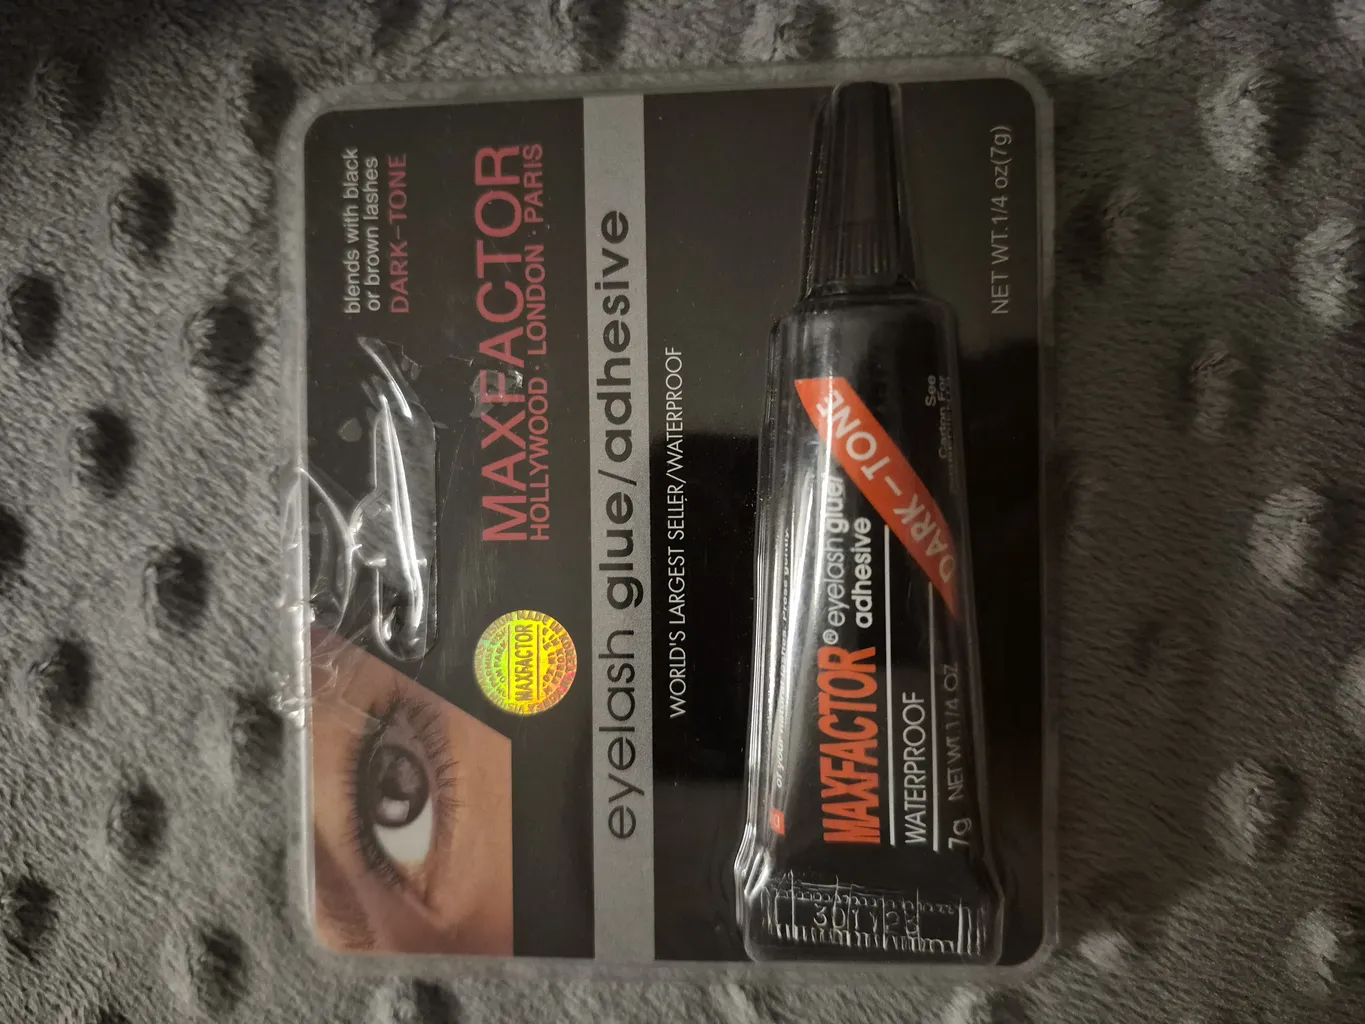 blends with black
or brown lashes
DARK-TONE
MAXFACTOR
HOLLYWOOD · LONDON · PARIS
MAXFACTOR
eyelash glue/adhesive
WORLD'S LARGEST SELLER/WATERPROOF
DARK-TONE
MAXFACTOR® eyelash glue/
adhesive
WATERPROOF
7g NET WT 1/4 OZ
See
NET WT.1/4 oz(7g)